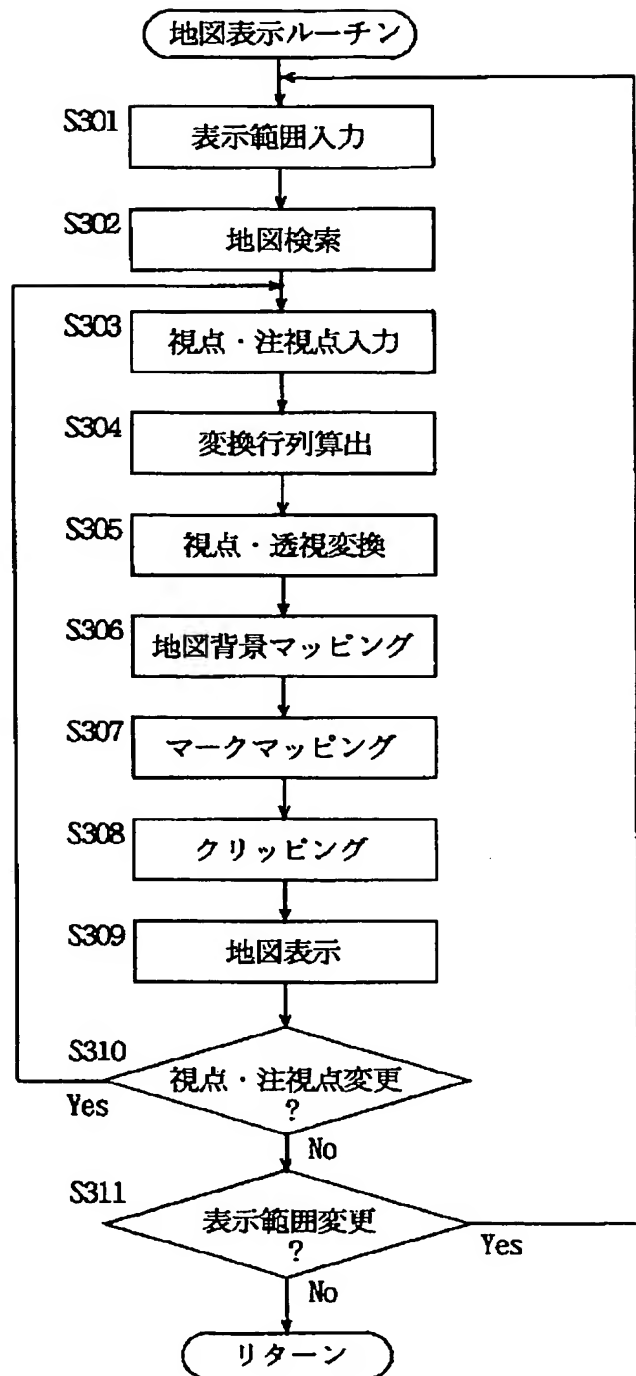 地図表示ルーチン
S301
表示範囲入力
S302
地図検索
S303
視点・注視点入力
S304
変換行列算出
S305
視点・透視変換
S306
地図背景マッピング
S307
マークマッピング
S308
クリッピング
S309
地図表示
S310
視点・注視点変更
?
Yes
No
S311
表示範囲変更
?
Yes
No
リターン